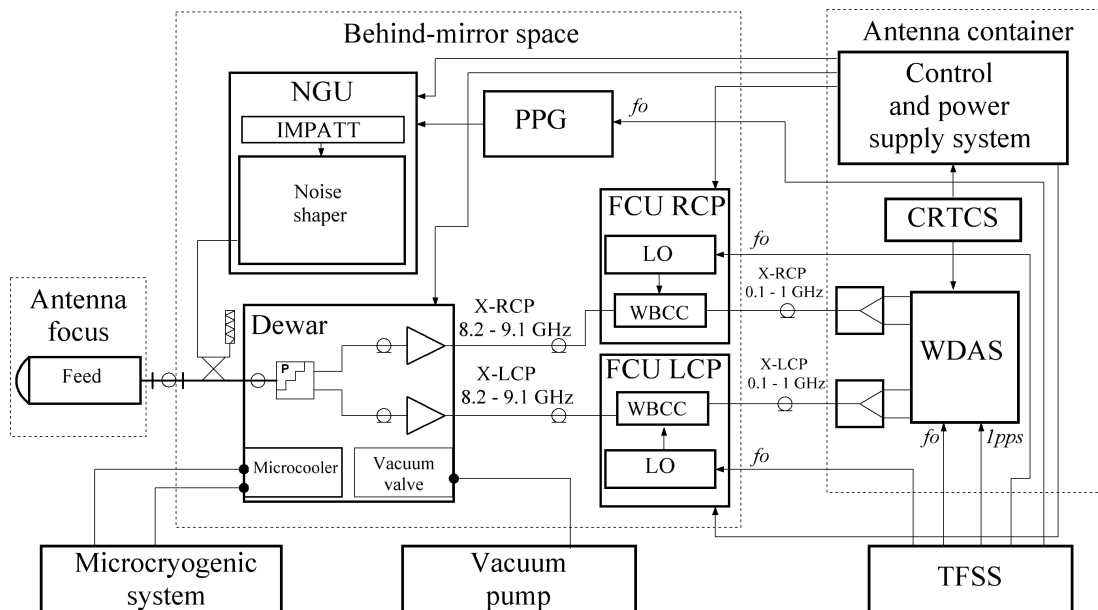 Behind-mirror space
Antenna container
NGU
IMPATT
Noise
shaper
PPG
fo
Control
and power
supply system
CRTCS
FCU RCP
LO
WBCC
fo
X-RCP
0.1 - 1 GHz
Antenna
focus
Feed
Dewar
P
X-RCP
8.2 - 9.1 GHz
X-LCP
8.2 - 9.1 GHz
FCU LCP
WBCC
LO
fo
X-LCP
0.1 - 1 GHz
WDAS
fo
1pps
Microcooler
Vacuum
valve
Microcryogenic
system
Vacuum
pump
TFSS